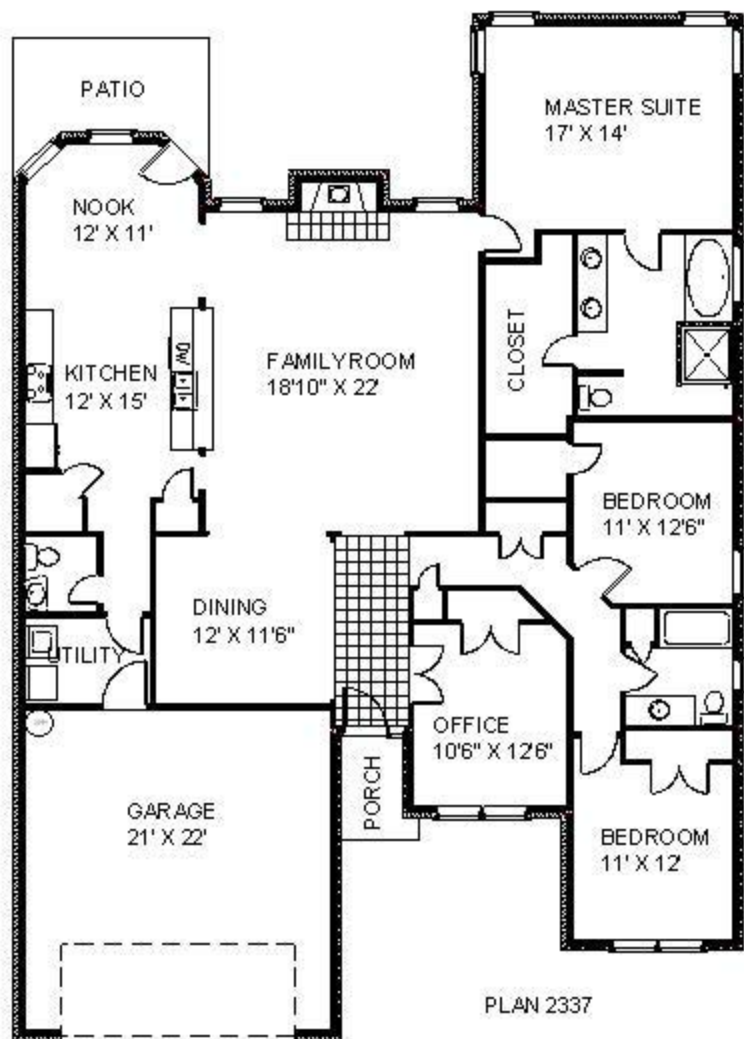 PATIO
MASTER SUITE
17' X 14'
NOOK
12' X 11'
CLOSET
KITCHEN
12' X 15'
DW
FAMILYROOM
18'10" X 22'
BEDROOM
11' X 12'6"
DINING
12' X 11'6"
UTILITY
OFFICE
10'6" X 12'6"
PORCH
GARAGE
21' X 22'
BEDROOM
11' X 12'
PLAN 2337